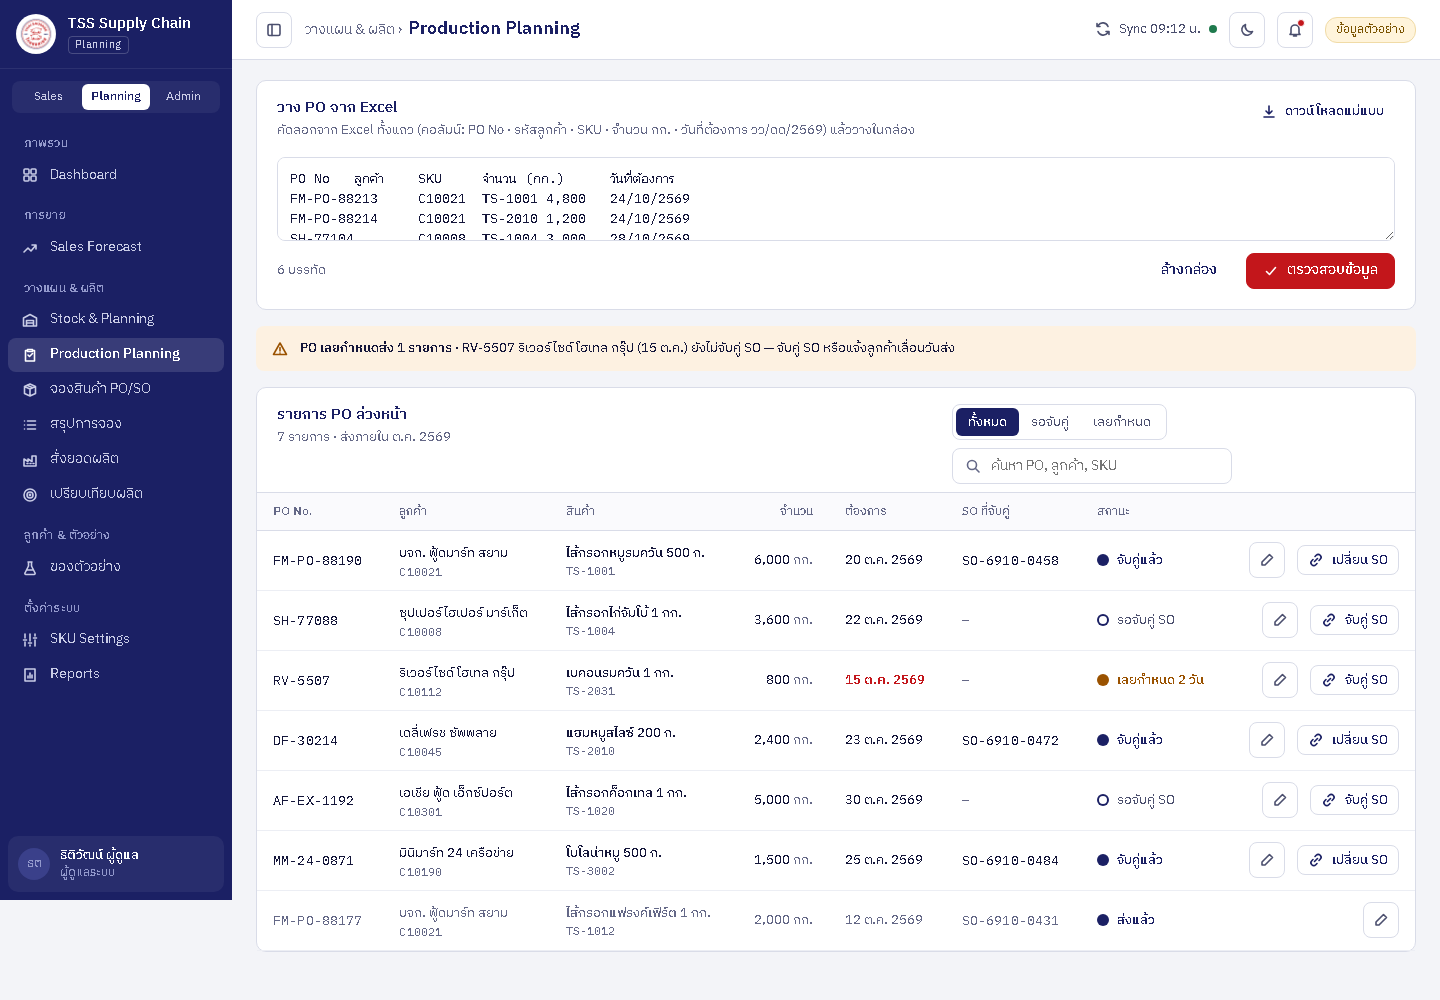 TSS Supply Chain
Planning
Sales Planning Admin
ภาพรวม
Dashboard
การขาย
Sales Forecast
วางแผน & ผลิต
Stock & Planning
Production Planning
จองสินค้า PO/SO
สรุปการจอง
สั่งยอดผลิต
เปรียบเทียบผลิต
ลูกค้า & ตัวอย่าง
ของตัวอย่าง
ตั้งค่าระบบ
SKU Settings
Reports
ธต
ธิติวัฒน์ ผู้ดูแล
ผู้ดูแลระบบ
วางแผน & ผลิต › Production Planning
Sync 09:12 น.
ข้อมูลตัวอย่าง
วาง PO จาก Excel
คัดลอกจาก Excel ทั้งแถว (คอลัมน์: PO No · รหัสลูกค้า · SKU · จำนวน กก. · วันที่ต้องการ วว/ดด/2569) แล้ววางในกล่อง
ดาวน์โหลดแม่แบบ
PO No ลูกค้า SKU จำนวน (กก.) วันที่ต้องการ
FM-PO-88213 C10021 TS-1001 4,800 24/10/2569
FM-PO-88214 C10021 TS-2010 1,200 24/10/2569
SH-77104 C10008 TS-1004 3,000 28/10/2569
6 บรรทัด
ล้างกล่อง
ตรวจสอบข้อมูล
PO เลยกำหนดส่ง 1 รายการ · RV-5507 ริเวอร์ไซด์ โฮเทล กรุ๊ป (15 ต.ค.) ยังไม่จับคู่ SO — จับคู่ SO หรือแจ้งลูกค้าเลื่อนวันส่ง
รายการ PO ล่วงหน้า
7 รายการ · ส่งภายใน ต.ค. 2569
ทั้งหมด รอจับคู่ เลยกำหนด
ค้นหา PO, ลูกค้า, SKU
PO No. ลูกค้า สินค้า จำนวน ต้องการ SO ที่จับคู่ สถานะ
FM-PO-88190 บจก. ฟู้ดมาร์ท สยาม ไส้กรอกหมูรมควัน 500 ก. 6,000 กก. 20 ต.ค. 2569 SO-6910-0458 จับคู่แล้ว เปลี่ยน SO
C10021 TS-1001
SH-77088 ซุปเปอร์ไฮเปอร์ มาร์เก็ต ไส้กรอกไก่จัมโบ้ 1 กก. 3,600 กก. 22 ต.ค. 2569 – รอจับคู่ SO จับคู่ SO
C10008 TS-1004
RV-5507 ริเวอร์ไซด์ โฮเทล กรุ๊ป เบคอนรมควัน 1 กก. 800 กก. 15 ต.ค. 2569 – เลยกำหนด 2 วัน จับคู่ SO
C10112 TS-2031
DF-30214 เดลี่เฟรช ซัพพลาย แฮมหมูสไลซ์ 200 ก. 2,400 กก. 23 ต.ค. 2569 SO-6910-0472 จับคู่แล้ว เปลี่ยน SO
C10045 TS-2010
AF-EX-1192 เอเชีย ฟู้ด เอ็กซ์ปอร์ต ไส้กรอกค็อกเทล 1 กก. 5,000 กก. 30 ต.ค. 2569 – รอจับคู่ SO จับคู่ SO
C10301 TS-1020
MM-24-0871 มินิมาร์ท 24 เครือข่าย โบโลน่าหมู 500 ก. 1,500 กก. 25 ต.ค. 2569 SO-6910-0484 จับคู่แล้ว เปลี่ยน SO
C10190 TS-3002
FM-PO-88177 บจก. ฟู้ดมาร์ท สยาม ไส้กรอกแฟรงค์เฟิร์ต 1 กก. 2,000 กก. 12 ต.ค. 2569 SO-6910-0431 ส่งแล้ว
C10021 TS-1012